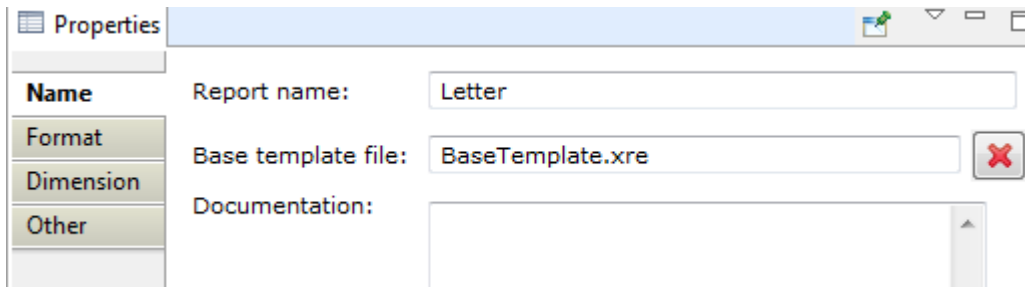 Properties
Name
Report name: Letter
Format
Base template file: BaseTemplate.xre
Dimension
Documentation:
Other